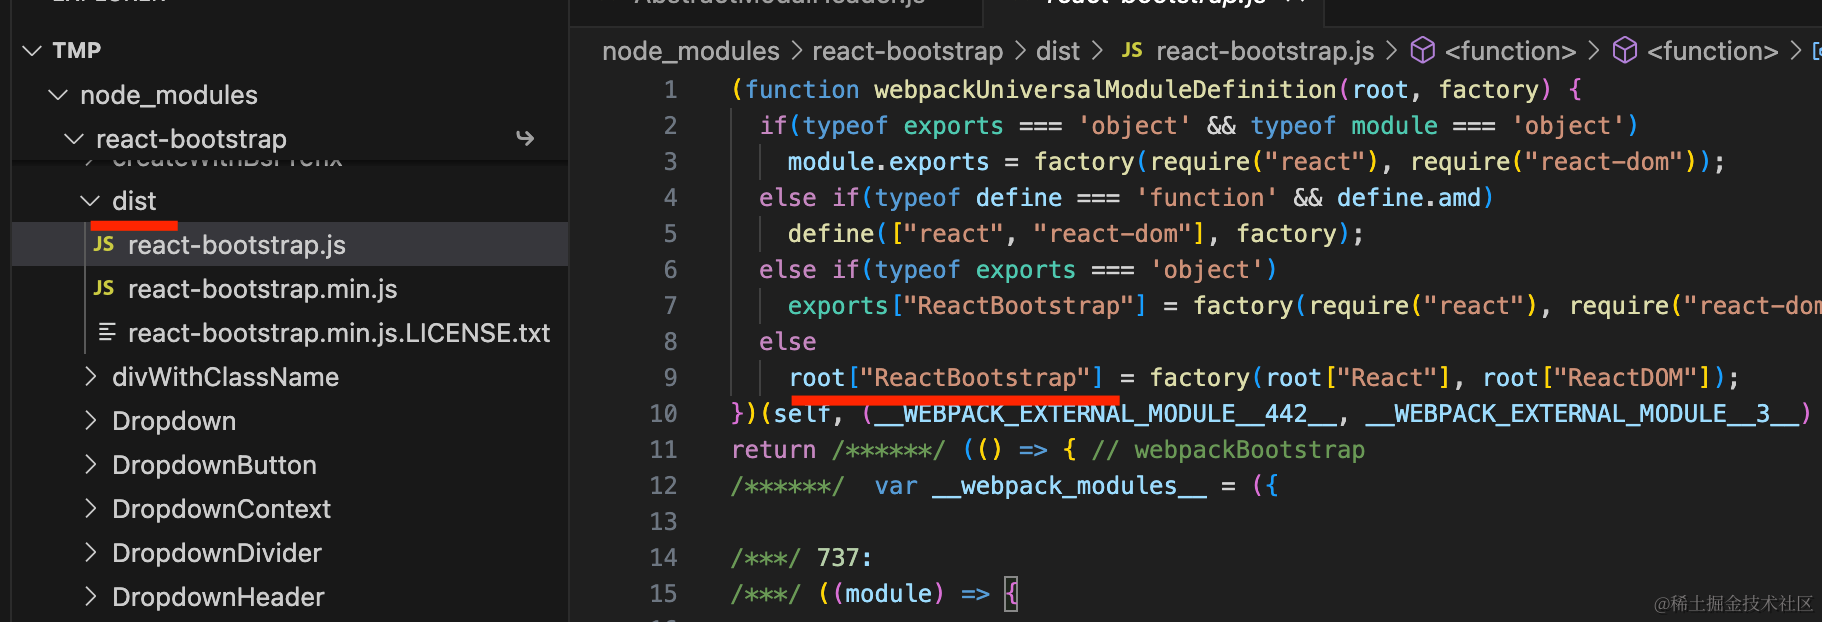 EXPLORER
TMP
node_modules
react-bootstrap
createWithBsPrefix
dist
react-bootstrap.js
react-bootstrap.min.js
react-bootstrap.min.js.LICENSE.txt
divWithClassName
Dropdown
DropdownButton
DropdownContext
DropdownDivider
DropdownHeader
AbstractModalHeader.js
react-bootstrap.js
node_modules > react-bootstrap > dist > JS react-bootstrap.js > <function> > <function> >
1 (function webpackUniversalModuleDefinition(root, factory) {
2 if(typeof exports === 'object' && typeof module === 'object')
3 module.exports = factory(require("react"), require("react-dom"));
4 else if(typeof define === 'function' && define.amd)
5 define(["react", "react-dom"], factory);
6 else if(typeof exports === 'object')
7 exports["ReactBootstrap"] = factory(require("react"), require("react-dom
8 else
9 root["ReactBootstrap"] = factory(root["React"], root["ReactDOM"]);
10 })(self, (__WEBPACK_EXTERNAL_MODULE__442__, __WEBPACK_EXTERNAL_MODULE__3__)
11 return /******/ (() => { // webpackBootstrap
12 /******/ var __webpack_modules__ = ({
13
14 /***/ 737:
15 /***/ ((module) => {
@稀土掘金技术社区